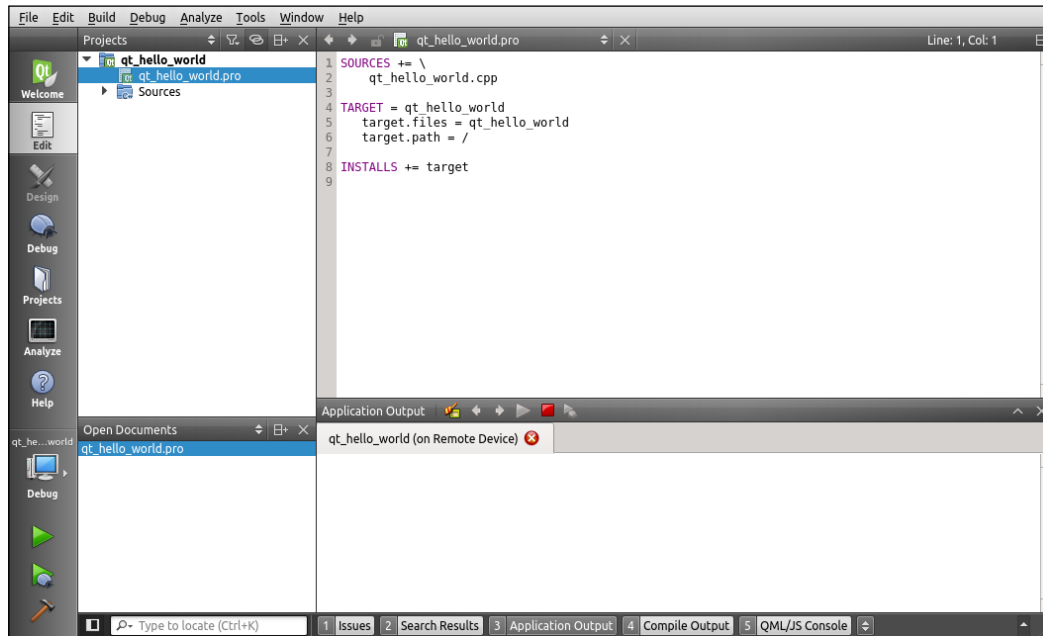 File Edit Build Debug Analyze Tools Window Help
Projects
qt_hello_world.pro
Line: 1, Col: 1
Welcome
Edit
Design
Debug
Projects
Analyze
Help
qt_he...world
Debug
qt_hello_world
qt_hello_world.pro
Sources
1 SOURCES += \
2 qt_hello_world.cpp
3
4 TARGET = qt_hello_world
5 target.files = qt_hello_world
6 target.path = /
7
8 INSTALLS += target
9
Open Documents
qt_hello_world.pro
Application Output
qt_hello_world (on Remote Device)
Type to locate (Ctrl+K)
1 Issues 2 Search Results 3 Application Output 4 Compile Output 5 QML/JS Console